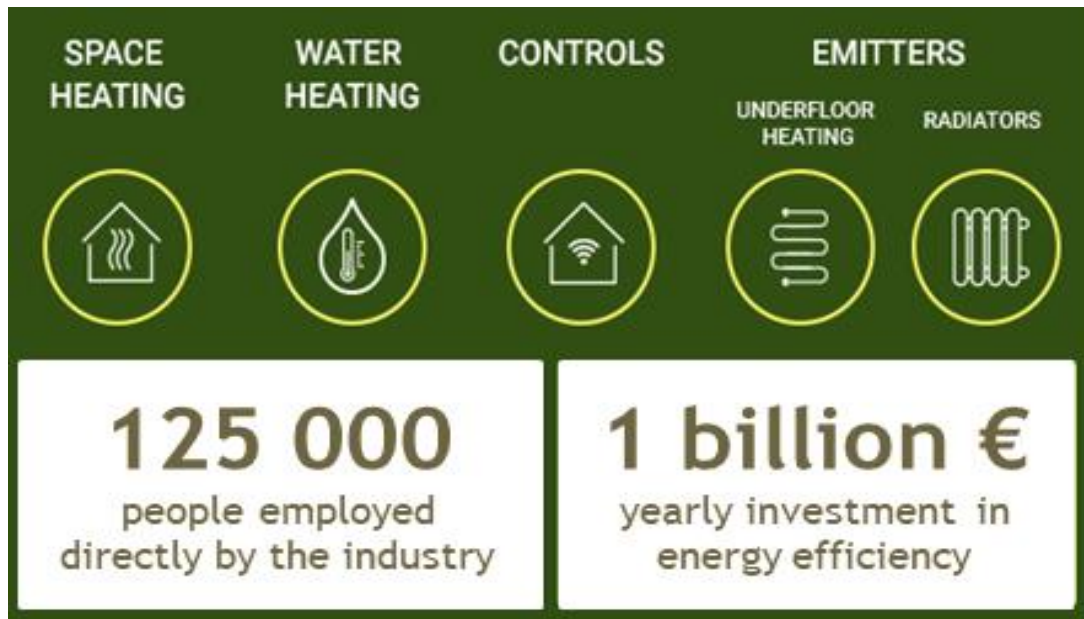 SPACE
HEATING
WATER
HEATING
CONTROLS
EMITTERS
UNDERFLOOR
HEATING
RADIATORS
125 000
people employed
directly by the industry
1 billion €
yearly investment in
energy efficiency